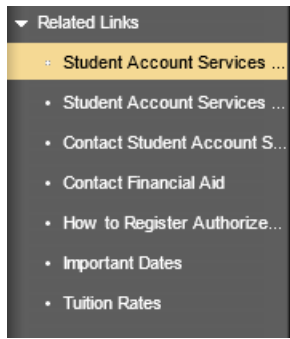 Related Links
Student Account Services ...
Student Account Services ...
Contact Student Account S...
Contact Financial Aid
How to Register Authorize...
Important Dates
Tuition Rates